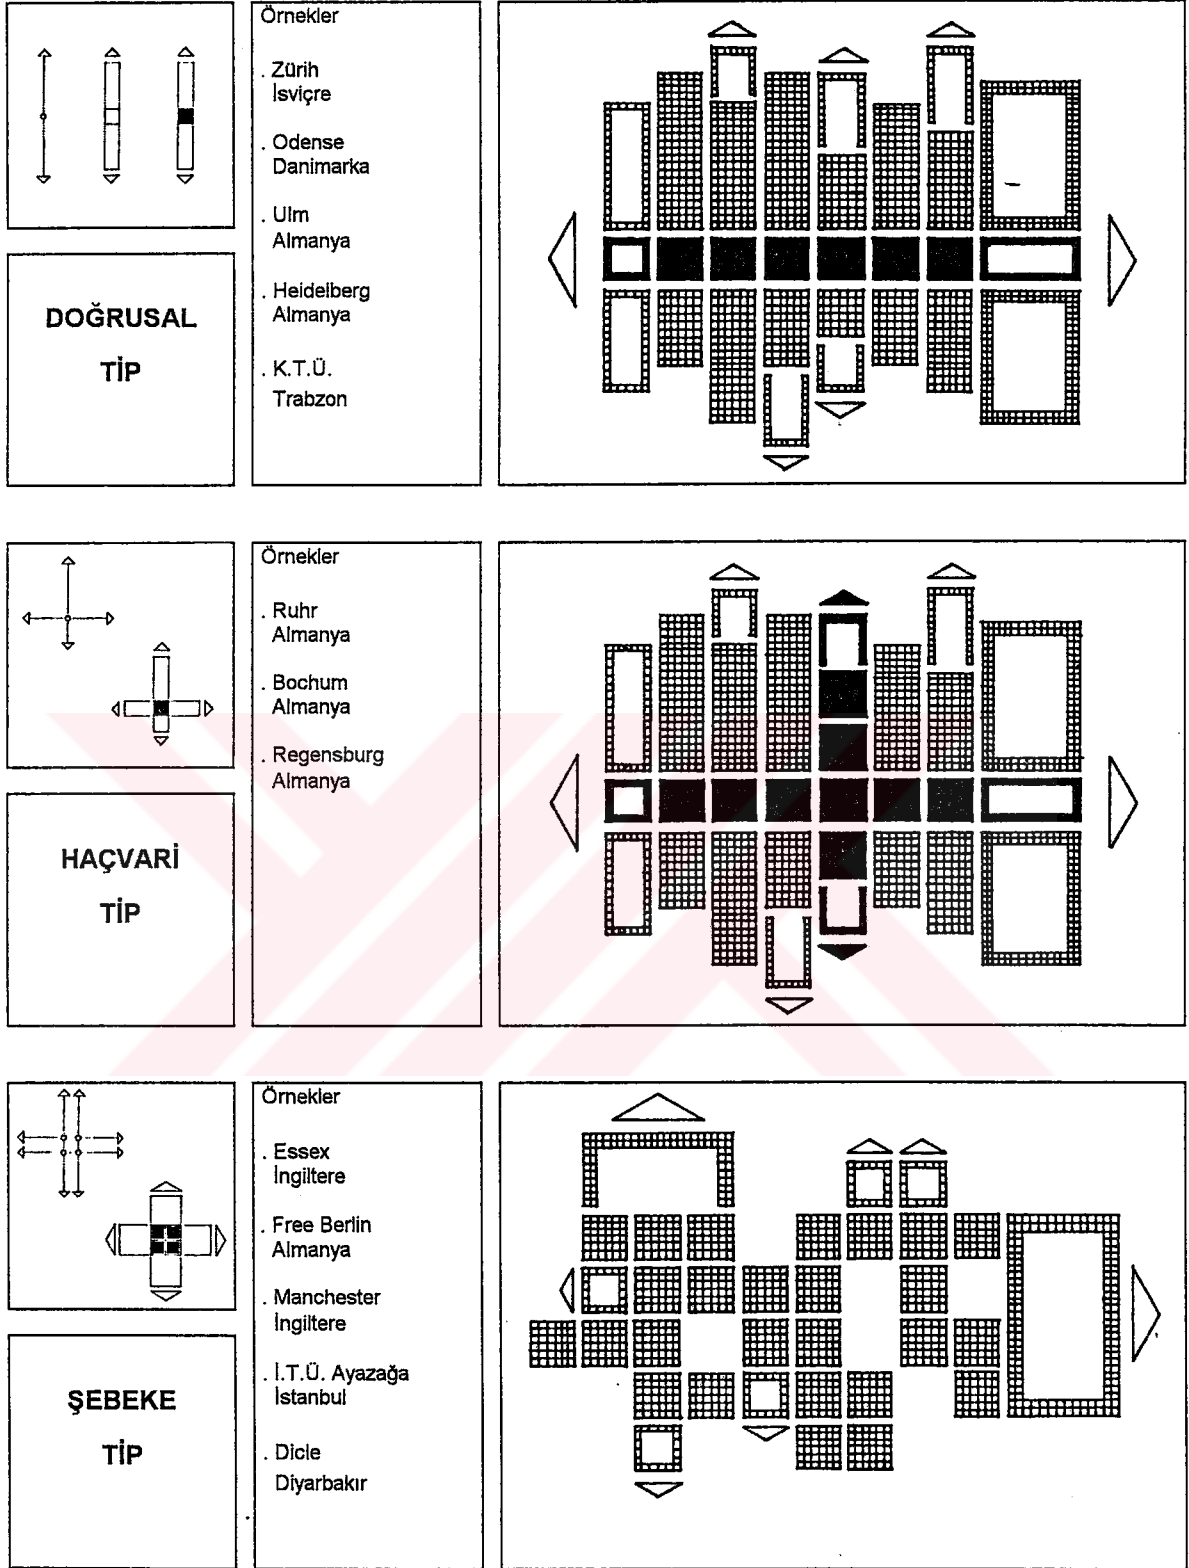 Örnekler
. Zürih
İsviçre
. Odense
Danimarka
. Ulm
Almanya
. Heidelberg
Almanya
. K.T.Ü.
Trabzon
DOĞRUSAL
TİP
Örnekler
. Ruhr
Almanya
. Bochum
Almanya
. Regensburg
Almanya
HAÇVARİ
TİP
Örnekler
. Essex
İngiltere
. Free Berlin
Almanya
. Manchester
İngiltere
. İ.T.Ü. Ayazağa
İstanbul
. Dicle
Diyarbakır
ŞEBEKE
TİP